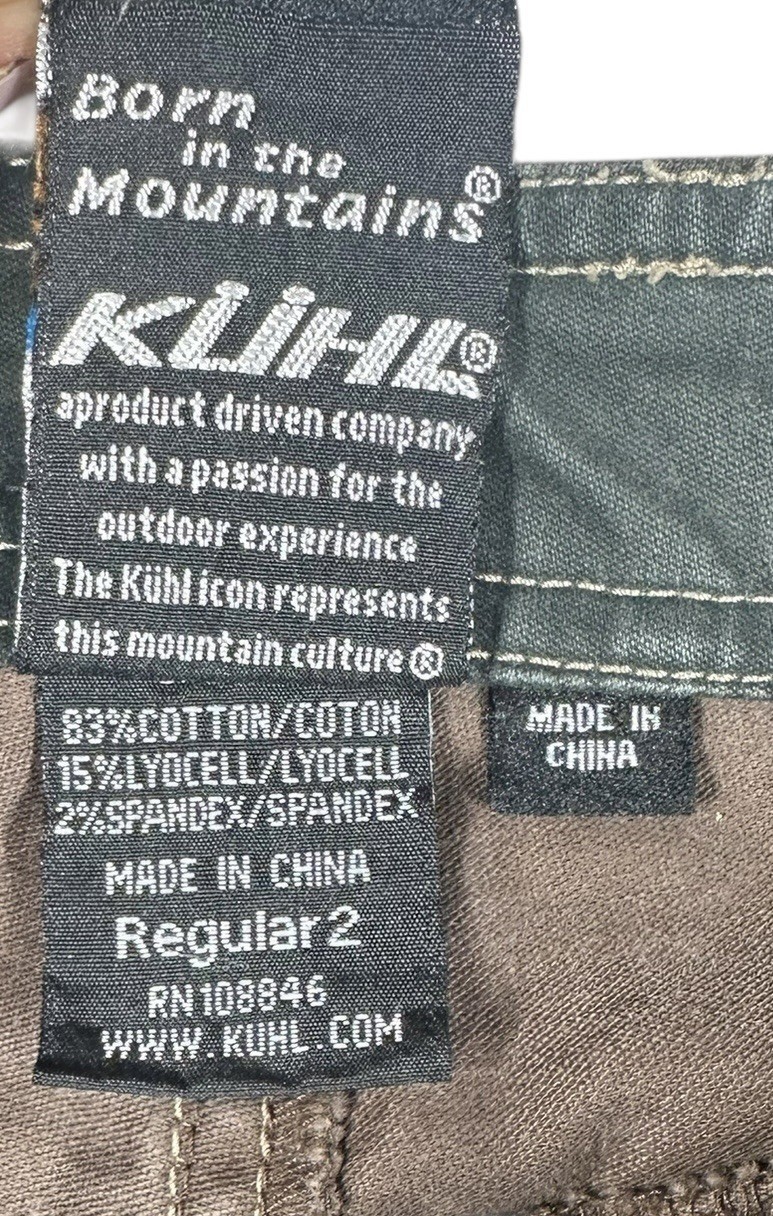 Born
in the
Mountains®
KÜHL®
aproduct driven company
with a passion for the
outdoor experience
The Kühl icon represents
this mountain culture®
83%COTTON/COTON
15%LYOCELL/LYOCELL
2%SPANDEX/SPANDEX
MADE IN CHINA
Regular 2
RN108846
WWW.KUHL.COM
MADE IN
CHINA